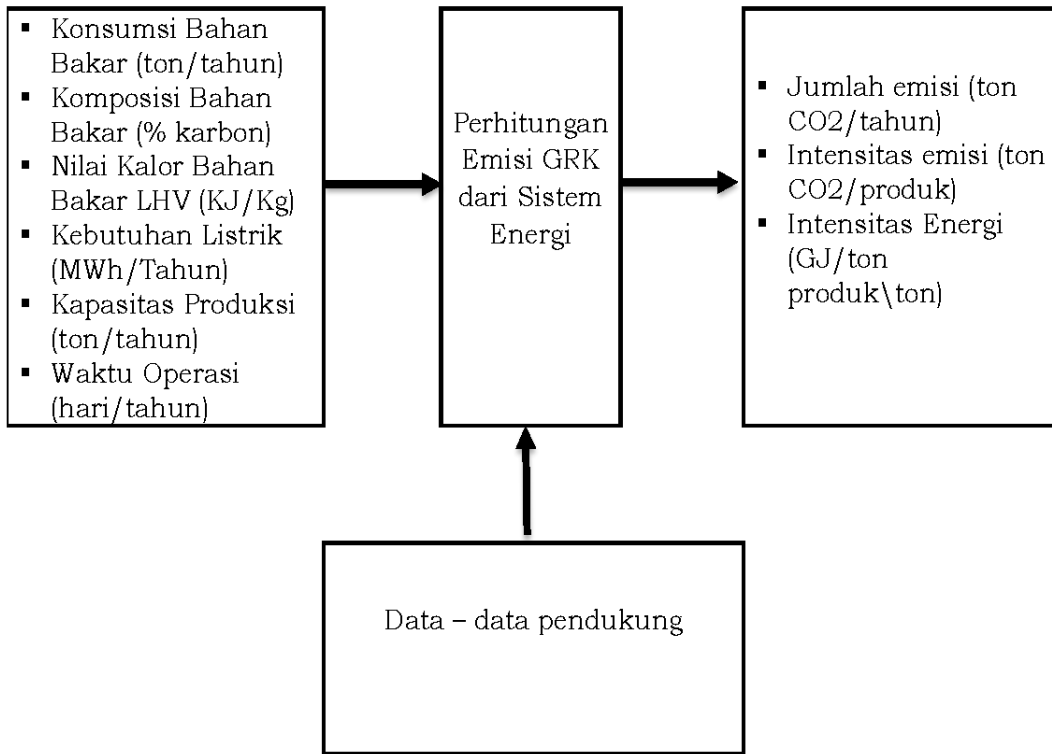 ▪ Konsumsi Bahan
Bakar (ton/tahun)
▪ Komposisi Bahan
Bakar (% karbon)
▪ Nilai Kalor Bahan
Bakar LHV (KJ/Kg)
▪ Kebutuhan Listrik
(MWh/Tahun)
▪ Kapasitas Produksi
(ton/tahun)
▪ Waktu Operasi
(hari/tahun)
Perhitungan
Emisi GRK
dari Sistem
Energi
▪ Jumlah emisi (ton
CO2/tahun)
▪ Intensitas emisi (ton
CO2/produk)
▪ Intensitas Energi
(GJ/ton
produk\ton)
Data – data pendukung